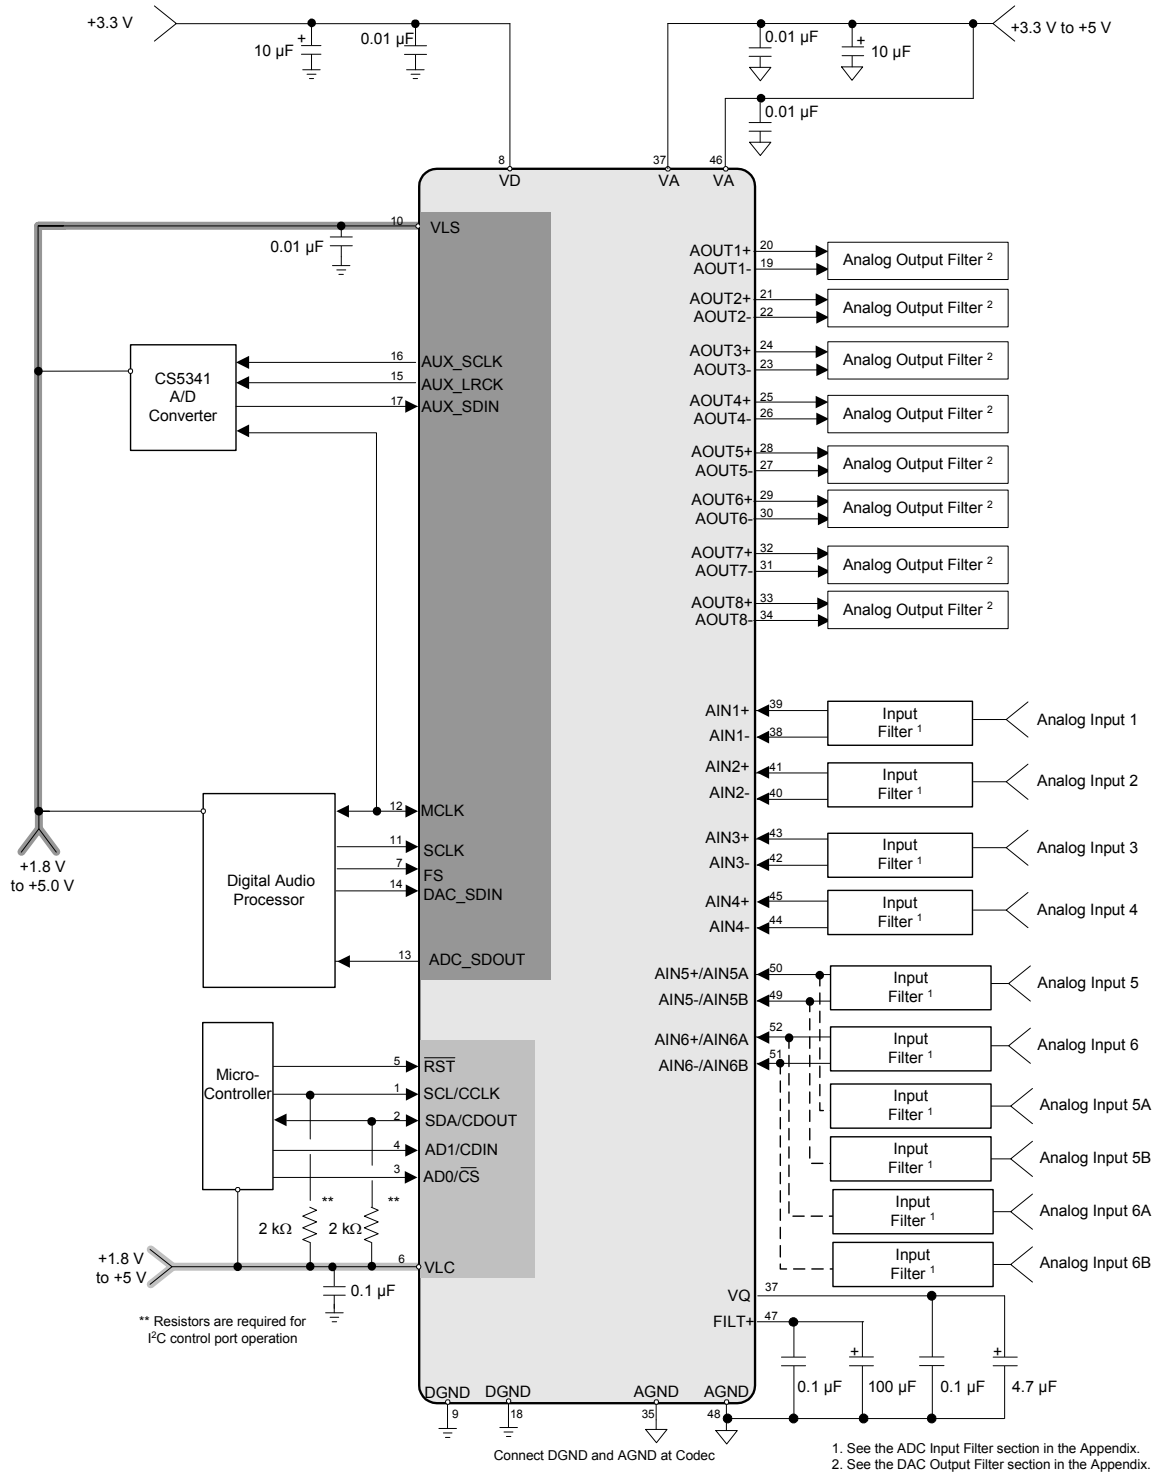 +3.3 V
10 µF
+
0.01 µF
0.01 µF
+
10 µF
+3.3 V to +5 V
0.01 µF
8
VD
37
VA
46
VA
10
VLS
0.01 µF
CS5341
A/D
Converter
16
AUX_SCLK
15
AUX_LRCK
17
AUX_SDIN
12
MCLK
11
SCLK
7
FS
14
DAC_SDIN
13
ADC_SDOUT
Digital Audio
Processor
+1.8 V
to +5.0 V
Micro-
Controller
5
RST
1
SCL/CCLK
2
SDA/CDOUT
4
AD1/CDIN
3
AD0/CS
**
**
2 kΩ
2 kΩ
+1.8 V
to +5 V
6
VLC
0.1 µF
** Resistors are required for
I2C control port operation
AOUT1+
20
AOUT1-
19
Analog Output Filter 2
AOUT2+
21
AOUT2-
22
Analog Output Filter 2
AOUT3+
24
AOUT3-
23
Analog Output Filter 2
AOUT4+
25
AOUT4-
26
Analog Output Filter 2
AOUT5+
28
AOUT5-
27
Analog Output Filter 2
AOUT6+
29
AOUT6-
30
Analog Output Filter 2
AOUT7+
32
AOUT7-
31
Analog Output Filter 2
AOUT8+
33
AOUT8-
34
Analog Output Filter 2
AIN1+
39
AIN1-
38
Input
Filter 1
Analog Input 1
AIN2+
41
AIN2-
40
Input
Filter 1
Analog Input 2
AIN3+
43
AIN3-
42
Input
Filter 1
Analog Input 3
AIN4+
45
AIN4-
44
Input
Filter 1
Analog Input 4
AIN5+/AIN5A
50
AIN5-/AIN5B
49
Input
Filter 1
Analog Input 5
AIN6+/AIN6A
52
AIN6-/AIN6B
51
Input
Filter 1
Analog Input 6
Input
Filter 1
Analog Input 5A
Input
Filter 1
Analog Input 5B
Input
Filter 1
Analog Input 6A
Input
Filter 1
Analog Input 6B
VQ
37
FILT+
47
0.1 µF
+
100 µF
0.1 µF
+
4.7 µF
DGND
9
DGND
18
AGND
35
AGND
48
Connect DGND and AGND at Codec
1. See the ADC Input Filter section in the Appendix.
2. See the DAC Output Filter section in the Appendix.